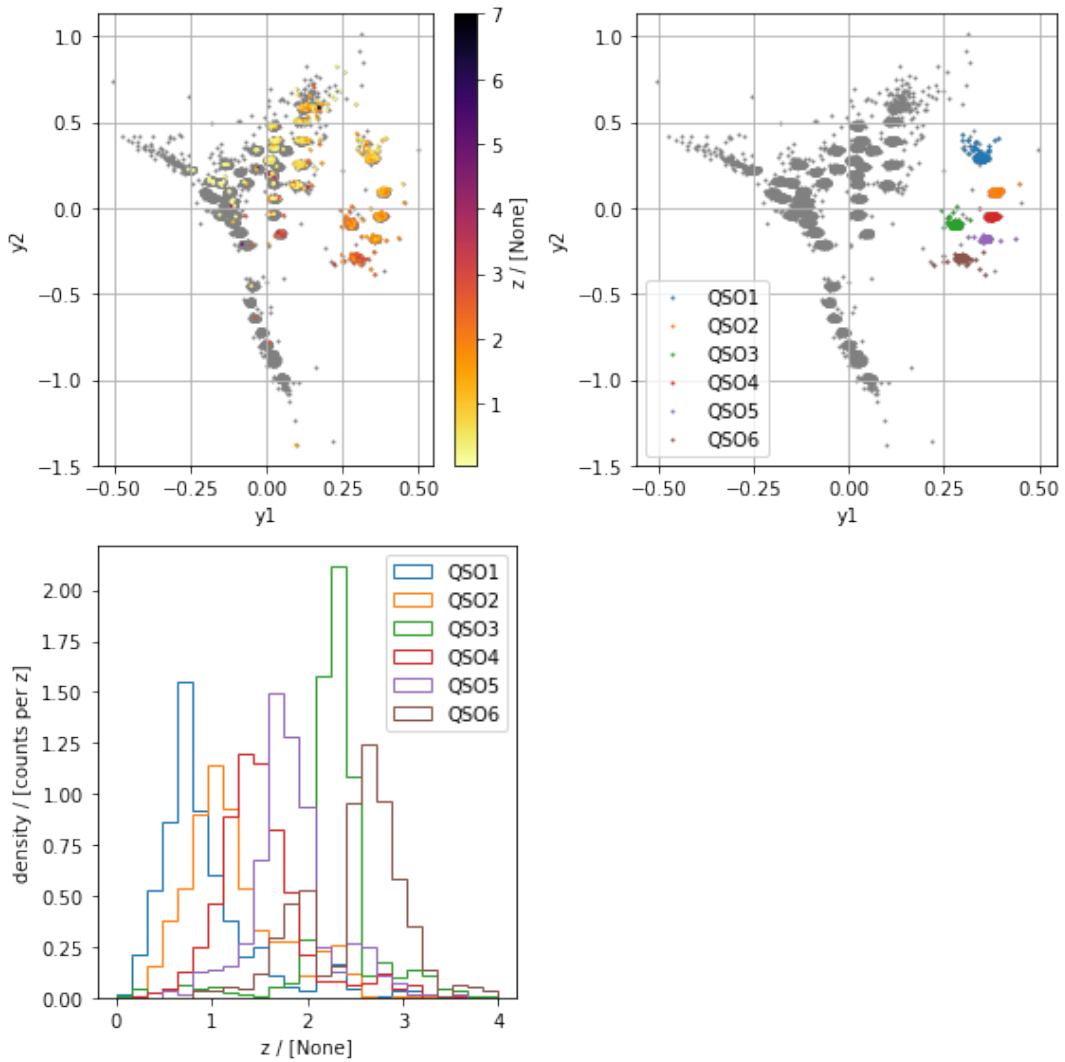 1.0
0.5
0.0
−0.5
−1.0
−1.5
y2
−0.50 −0.25 0.00 0.25 0.50
y1
7
6
5
4
3
2
1
z / [None]
1.0
0.5
0.0
−0.5
−1.0
−1.5
y2
QSO1
QSO2
QSO3
QSO4
QSO5
QSO6
−0.50 −0.25 0.00 0.25 0.50
y1
2.00
1.75
1.50
1.25
1.00
0.75
0.50
0.25
0.00
density / [counts per z]
QSO1
QSO2
QSO3
QSO4
QSO5
QSO6
0 1 2 3 4
z / [None]